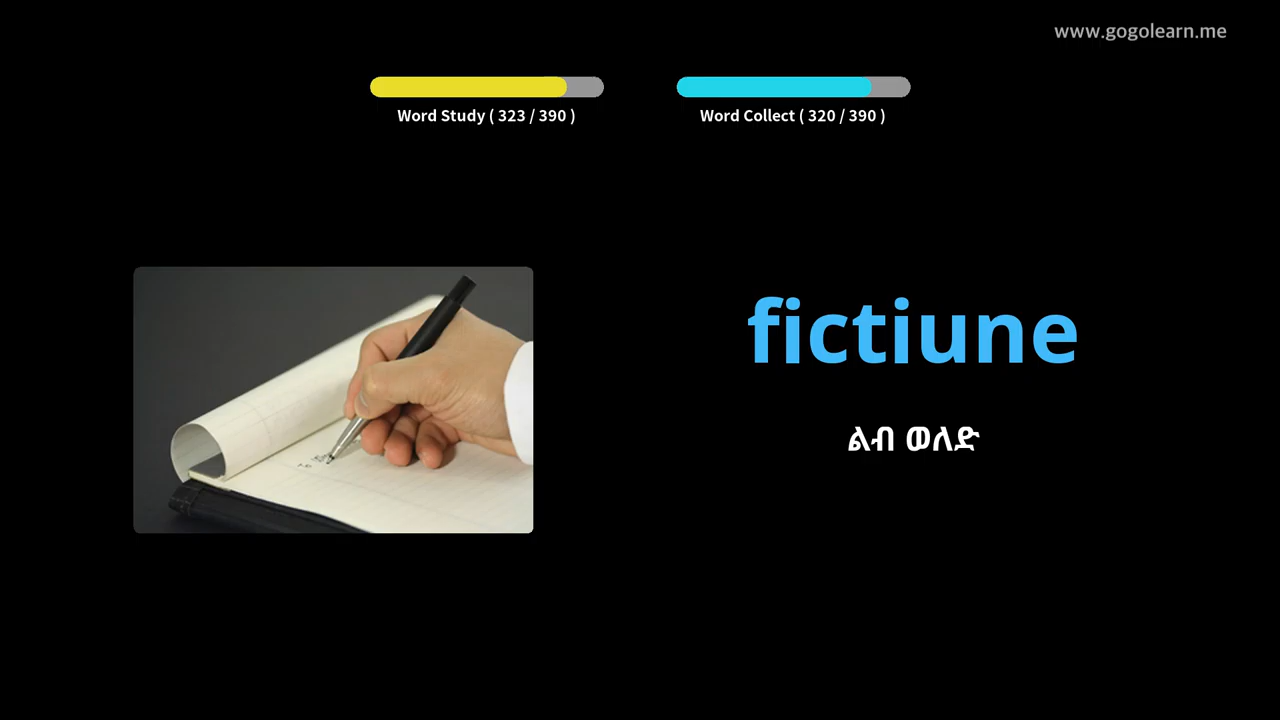 www.gogolearn.me
Word Study ( 323 / 390 )
Word Collect ( 320 / 390 )
fictiune
ልብ ወለድ